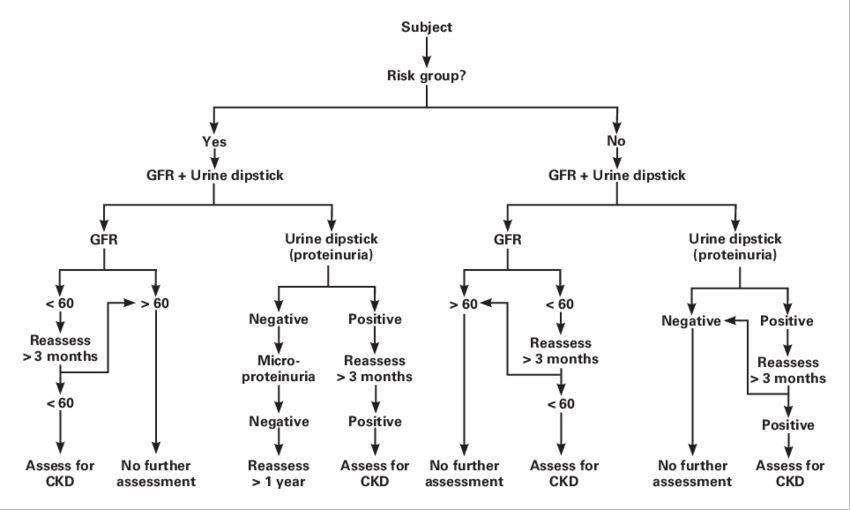 Subject
Risk group?
Yes
No
GFR + Urine dipstick
GFR + Urine dipstick
GFR
Urine dipstick
(proteinuria)
GFR
Urine dipstick
(proteinuria)
< 60
> 60
Reassess
> 3 months
< 60
Assess for
CKD
No further
assessment
Negative
Micro-
proteinuria
Negative
Reassess
> 1 year
Positive
Reassess
> 3 months
Positive
Assess for
CKD
> 60
No further
assessment
< 60
Reassess
> 3 months
< 60
Assess for
CKD
Negative
No further
assessment
Positive
Reassess
> 3 months
Positive
Assess for
CKD